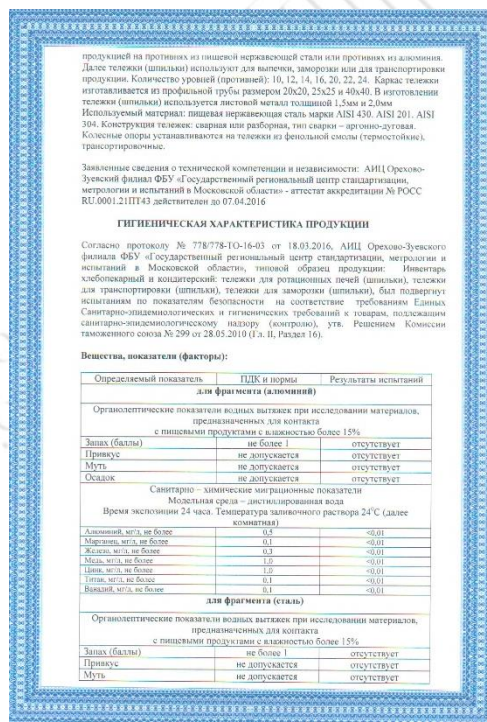 продукцией на противнях из пищевой нержавеющей стали или противнях из алюминия.
Далее тележки (шпильки) используют для выпечки, заморозки или для транспортировки
продукции. Количество уровней (противней): 10, 12, 14, 16, 20, 22, 24. Каркас тележки
изготавливается из профильной трубы размером 20х20, 25х25 и 40х40. В изготовлении
тележки (шпильки) используется листовой металл толщиной 1,5мм и 2,0мм
Используемый материал: пищевая нержавеющая сталь марки AISI 430. AISI 201. AISI
304. Конструкция тележек: сварная или разборная, тип сварки – аргонно-дуговая.
Колесные опоры устанавливаются на тележки из фенольной смолы (термостойкие),
трансортировочные.
Заявленные сведения о технической компетенции и независимости: АИЦ Орехово-
Зуевский филиал ФБУ «Государственный региональный центр стандартизации,
метрологии и испытаний в Московской области» - аттестат аккредитации № РОСС
RU.0001.21ПТ43 действителен до 07.04.2016
ГИГИЕНИЧЕСКАЯ ХАРАКТЕРИСТИКА ПРОДУКЦИИ
Согласно протоколу № 778/778-ТО-16-03 от 18.03.2016, АИЦ Орехово-Зуевского
филиала ФБУ «Государственный региональный центр стандартизации, метрологии и
испытаний в Московской области», типовой образец продукции: Инвентарь
хлебопекарный и кондитерский: тележки для ротационных печей (шпильки), тележки
для транспортировки (шпильки), тележки для заморозки (шпильки), был подвергнут
испытаниям по показателям безопасности на соответствие требованиям Единых
Санитарно-эпидемиологических и гигиенических требований к товарам, подлежащим
санитарно-эпидемиологическому надзору (контролю), утв. Решением Комиссии
таможенного союза № 299 от 28.05.2010 (Гл. II, Раздел 16).
Вещества, показатели (факторы):
Определяемый показатель ПДК и нормы Результаты испытаний
для фрагмента (алюминий)
Органолептические показатели водных вытяжек при исследовании материалов,
предназначенных для контакта
с пищевыми продуктами с влажностью более 15%
Запах (баллы) не более 1 отсутствует
Привкус не допускается отсутствует
Муть не допускается отсутствует
Осадок не допускается отсутствует
Санитарно – химические миграционные показатели
Модельная среда – дистиллированная вода
Время экспозиции 24 часа. Температура заливочного раствора 24°С (далее
комнатная)
Алюминий, мг/л, не более 0,5 <0,01
Марганец, мг/л, не более 0,1 <0,01
Железо, мг/л, не более 0,3 <0,01
Медь, мг/л, не более 1,0 <0,01
Цинк, мг/л, не более 1,0 <0,01
Титан, мг/л, не более 0,1 <0,01
Ванадий, мг/л, не более 0,1 <0,01
для фрагмента (сталь)
Органолептические показатели водных вытяжек при исследовании материалов,
предназначенных для контакта
с пищевыми продуктами с влажностью более 15%
Запах (баллы) не более 1 отсутствует
Привкус не допускается отсутствует
Муть не допускается отсутствует